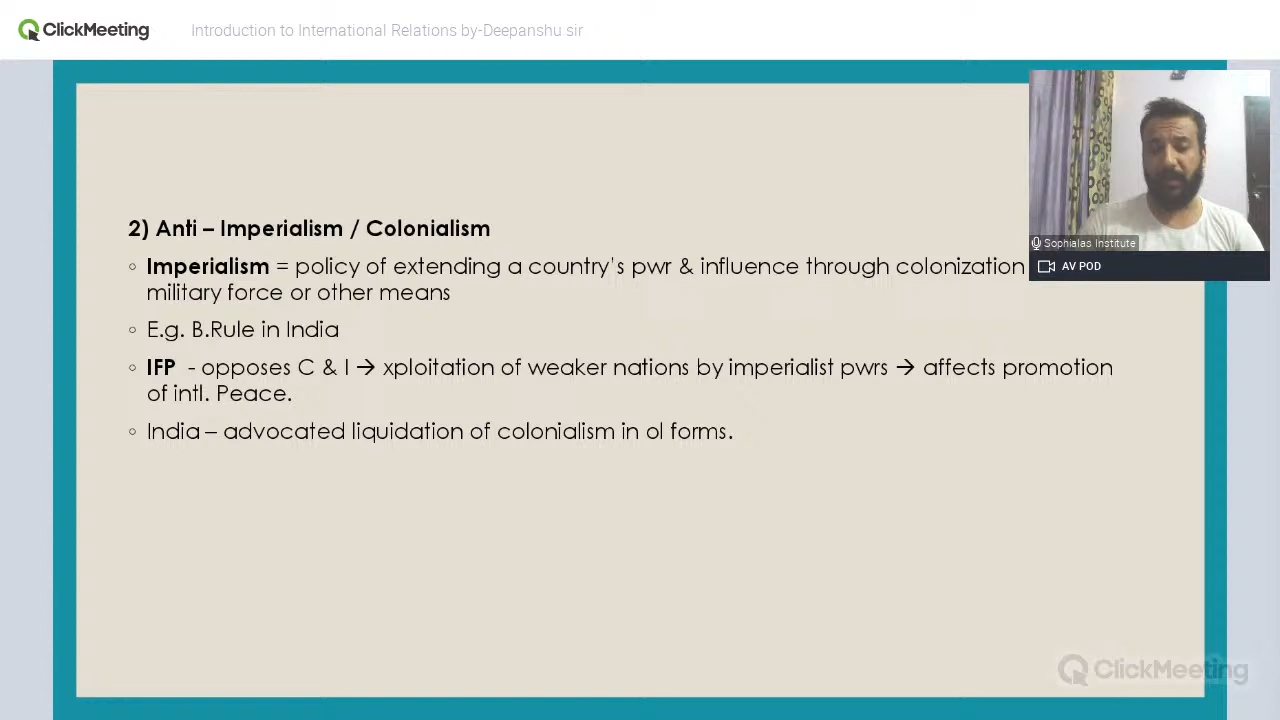 ClickMeeting
Introduction to International Relations by-Deepanshu sir
2) Anti – Imperialism / Colonialism
◦ Imperialism = policy of extending a country's pwr & influence through colonization
military force or other means
◦ E.g. B.Rule in India
◦ IFP - opposes C & I → xploitation of weaker nations by imperialist pwrs → affects promotion
of intl. Peace.
◦ India – advocated liquidation of colonialism in ol forms.
Sophialas Institute
AV POD
ClickMeeting